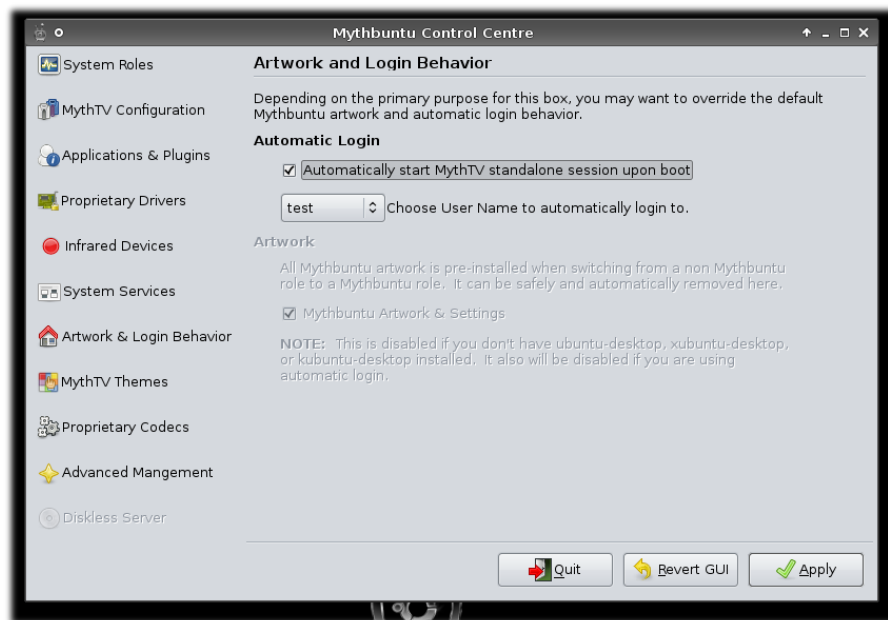 Mythbuntu Control Centre
System Roles
MythTV Configuration
Applications & Plugins
Proprietary Drivers
Infrared Devices
System Services
Artwork & Login Behavior
MythTV Themes
Proprietary Codecs
Advanced Mangement
Diskless Server
Artwork and Login Behavior
Depending on the primary purpose for this box, you may want to override the default
Mythbuntu artwork and automatic login behavior.
Automatic Login
Automatically start MythTV standalone session upon boot
test Choose User Name to automatically login to.
Artwork
All Mythbuntu artwork is pre-installed when switching from a non Mythbuntu
role to a Mythbuntu role. It can be safely and automatically removed here.
Mythbuntu Artwork & Settings
NOTE: This is disabled if you don't have ubuntu-desktop, xubuntu-desktop,
or kubuntu-desktop installed. It also will be disabled if you are using
automatic login.
Quit Revert GUI Apply